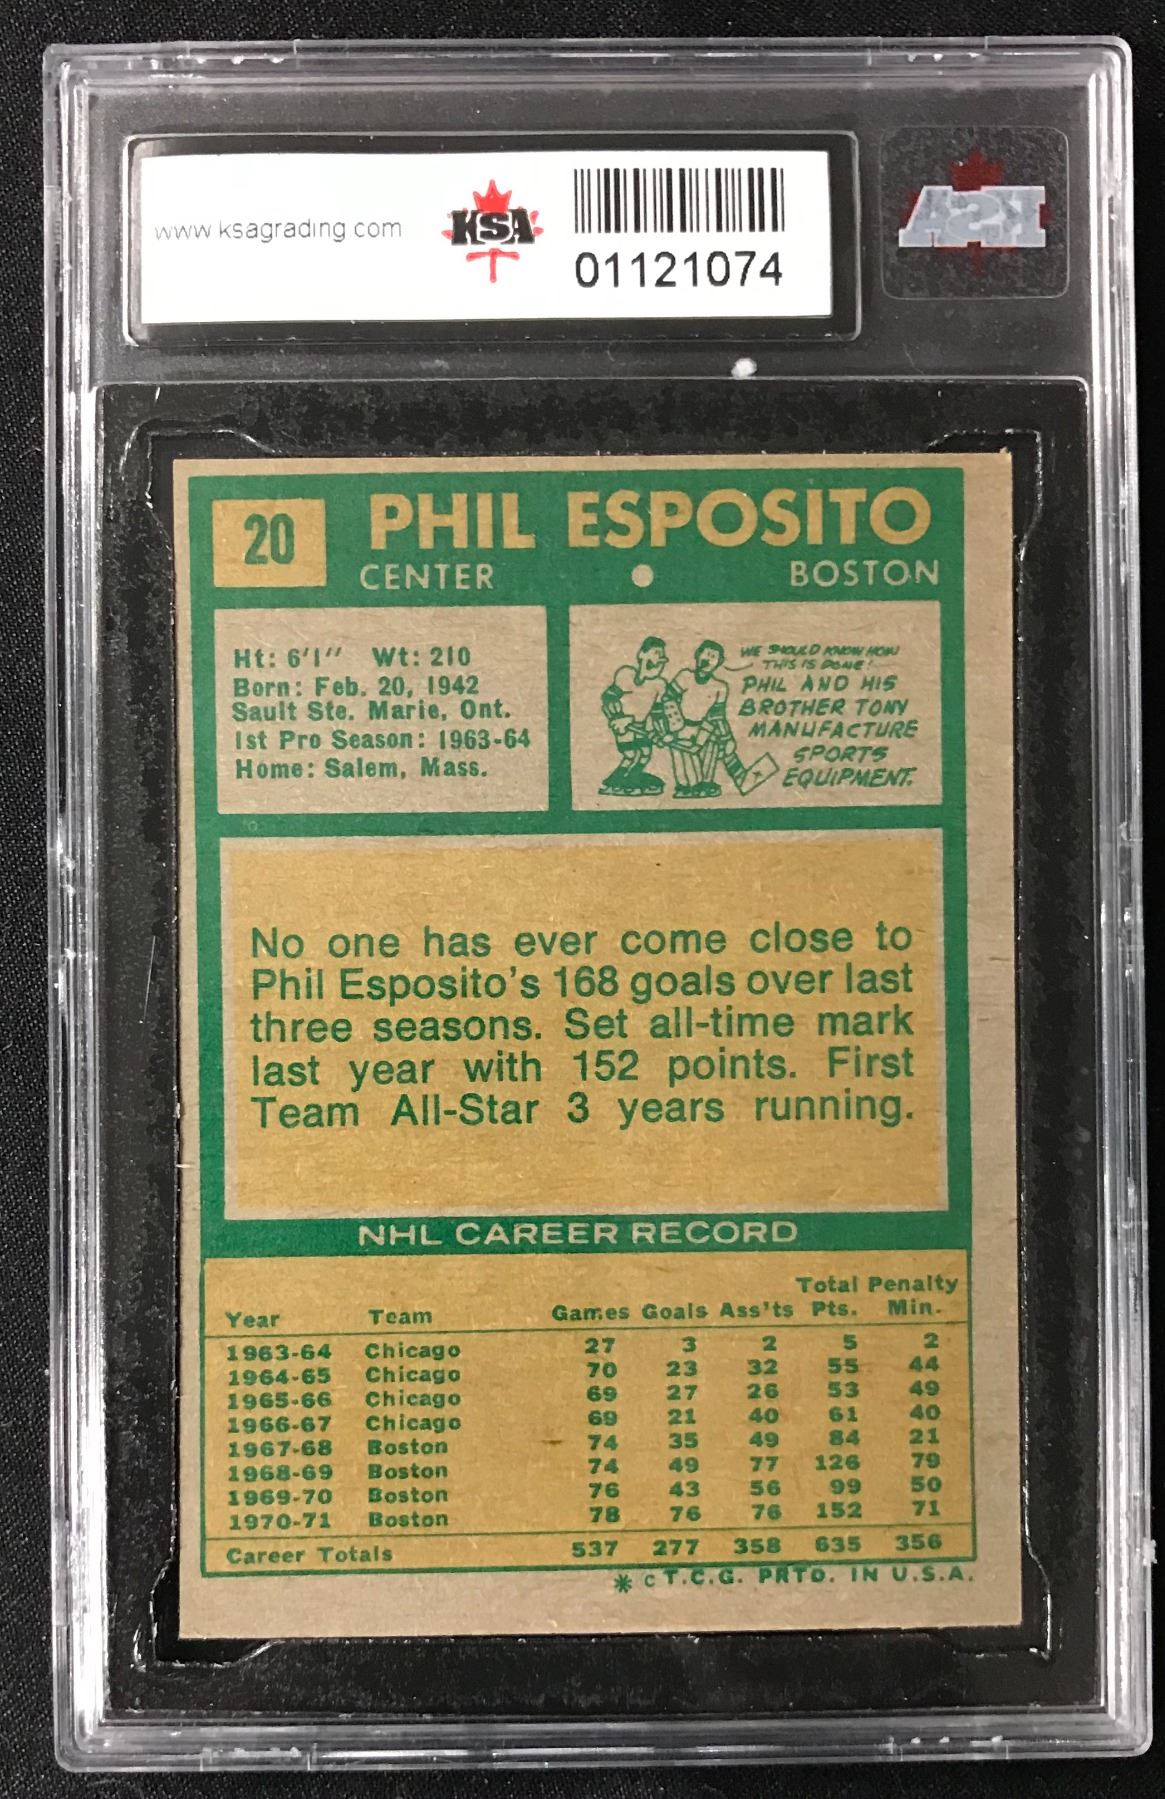 www.ksagrading.com
KSA
01121074
KSA
20
PHIL ESPOSITO
CENTER
BOSTON
Ht: 6'1'' Wt: 210
Born: Feb. 20, 1942
Sault Ste. Marie, Ont.
1st Pro Season: 1963-64
Home: Salem, Mass.
WE SHOULD KNOW HOW
THIS IS DONE!
PHIL AND HIS
BROTHER TONY
MANUFACTURE
SPORTS
EQUIPMENT.
No one has ever come close to
Phil Esposito's 168 goals over last
three seasons. Set all-time mark
last year with 152 points. First
Team All-Star 3 years running.
NHL CAREER RECORD
Total Penalty
Year Team Games Goals Ass'ts Pts. Min.
1963-64 Chicago 27 3 2 5 2
1964-65 Chicago 70 23 32 55 44
1965-66 Chicago 69 27 26 53 49
1966-67 Chicago 69 21 40 61 40
1967-68 Boston 74 35 49 84 21
1968-69 Boston 74 49 77 126 79
1969-70 Boston 76 43 56 99 50
1970-71 Boston 78 76 76 152 71
Career Totals 537 277 358 635 356
* © T.C.G. PRTD. IN U.S.A.